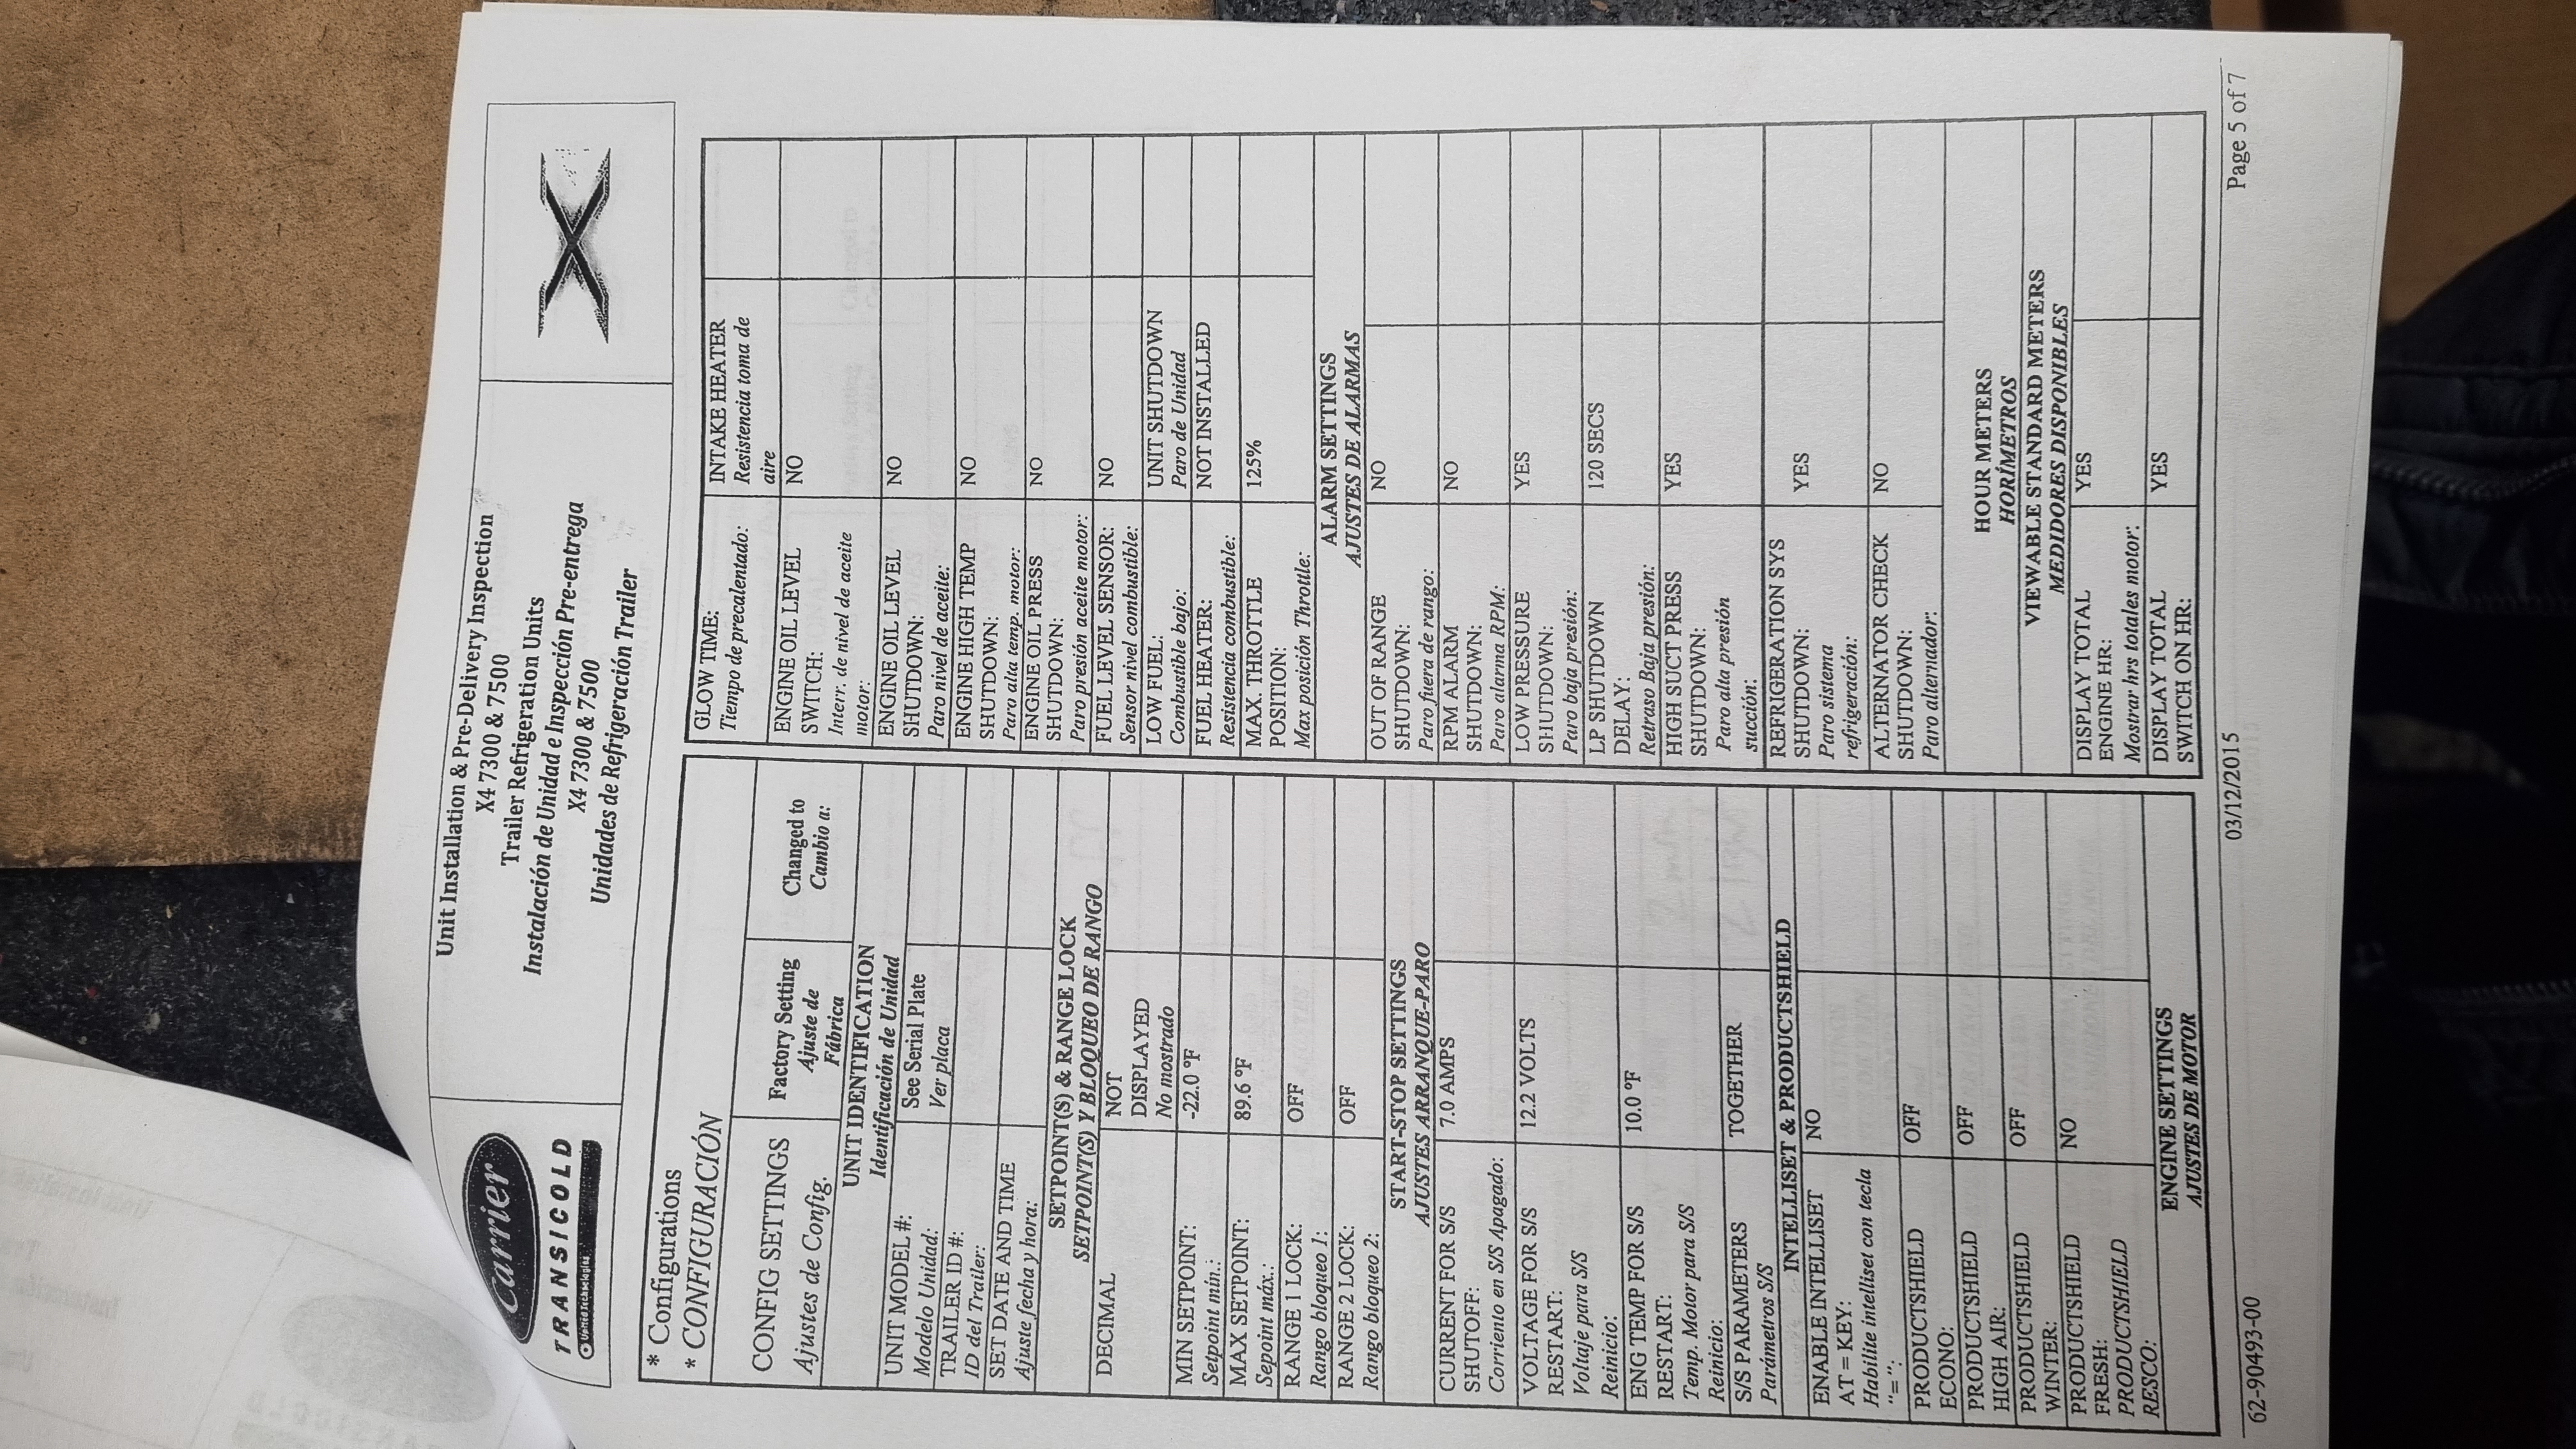 Carrier
TRANSICOLD
United Technologies
Unit Installation & Pre-Delivery Inspection
X4 7300 & 7500
Trailer Refrigeration Units
Instalación de Unidad e Inspección Pre-entrega
X4 7300 & 7500
Unidades de Refrigeración Trailer
* Configurations
* CONFIGURACIÓN
CONFIG SETTINGS
Ajustes de Config.
Factory Setting
Ajuste de
Fábrica
Changed to
Cambio a:
UNIT IDENTIFICATION
Identificación de Unidad
UNIT MODEL #:
Modelo Unidad:
See Serial Plate
Ver placa
TRAILER ID #:
ID del Trailer:
SET DATE AND TIME
Ajuste fecha y hora:
SETPOINT(S) & RANGE LOCK
SETPOINT(S) Y BLOQUEO DE RANGO
DECIMAL
NOT
DISPLAYED
No mostrado
MIN SETPOINT:
Setpoint mín.:
-22.0 ºF
MAX SETPOINT:
Sepoint máx.:
89.6 ºF
RANGE 1 LOCK:
Rango bloqueo 1:
OFF
RANGE 2 LOCK:
Rango bloqueo 2:
OFF
START-STOP SETTINGS
AJUSTES ARRANQUE-PARO
CURRENT FOR S/S
SHUTOFF:
Corriento en S/S Apagado:
7.0 AMPS
VOLTAGE FOR S/S
RESTART:
Voltaje para S/S
Reinicio:
12.2 VOLTS
ENG TEMP FOR S/S
RESTART:
Temp. Motor para S/S
Reinicio:
10.0 ºF
S/S PARAMETERS
Parámetros S/S
TOGETHER
INTELLISET & PRODUCTSHIELD
ENABLE INTELLISET
AT = KEY:
Habilite intelliset con tecla
"=":
NO
PRODUCTSHIELD
ECONO:
OFF
PRODUCTSHIELD
HIGH AIR:
OFF
PRODUCTSHIELD
WINTER:
OFF
PRODUCTSHIELD
FRESH:
PRODUCTSHIELD
RESCO:
NO
ENGINE SETTINGS
AJUSTES DE MOTOR
GLOW TIME:
Tiempo de precalentado:
INTAKE HEATER
Resistencia toma de
aire
ENGINE OIL LEVEL
SWITCH:
Interr. de nivel de aceite
motor:
NO
ENGINE OIL LEVEL
SHUTDOWN:
Paro nivel de aceite:
NO
ENGINE HIGH TEMP
SHUTDOWN:
Paro alta temp. motor:
NO
ENGINE OIL PRESS
SHUTDOWN:
Paro presión aceite motor:
NO
FUEL LEVEL SENSOR:
Sensor nivel combustible:
NO
LOW FUEL:
Combustible bajo:
UNIT SHUTDOWN
Paro de Unidad
FUEL HEATER:
Resistencia combustible:
NOT INSTALLED
MAX. THROTTLE
POSITION:
Max posición Throttle:
125%
ALARM SETTINGS
AJUSTES DE ALARMAS
OUT OF RANGE
SHUTDOWN:
Paro fuera de rango:
NO
RPM ALARM
SHUTDOWN:
Paro alarma RPM:
NO
LOW PRESSURE
SHUTDOWN:
Paro baja presión:
YES
LP SHUTDOWN
DELAY:
Retraso Baja presión:
120 SECS
HIGH SUCT PRESS
SHUTDOWN:
Paro alta presión
succión:
YES
REFRIGERATION SYS
SHUTDOWN:
Paro sistema
refrigeración:
YES
ALTERNATOR CHECK
SHUTDOWN:
Paro alternador:
NO
HOUR METERS
HORÍMETROS
VIEWABLE STANDARD METERS
MEDIDORES DISPONIBLES
DISPLAY TOTAL
ENGINE HR:
Mostrar hrs totales motor:
YES
DISPLAY TOTAL
SWITCH ON HR:
YES
62-90493-00
03/12/2015
Page 5 of 7